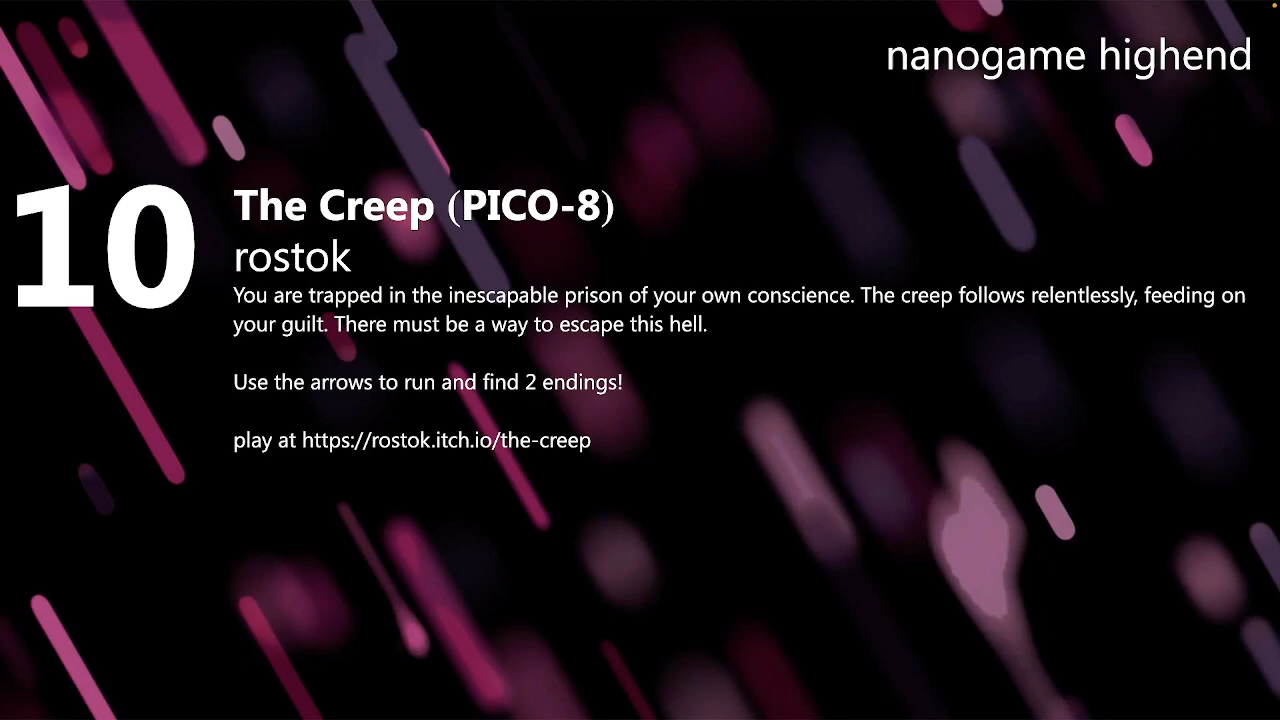 nanogame highend
10
The Creep (PICO-8)
rostok
You are trapped in the inescapable prison of your own conscience. The creep follows relentlessly, feeding on
your guilt. There must be a way to escape this hell.
Use the arrows to run and find 2 endings!
play at https://rostok.itch.io/the-creep